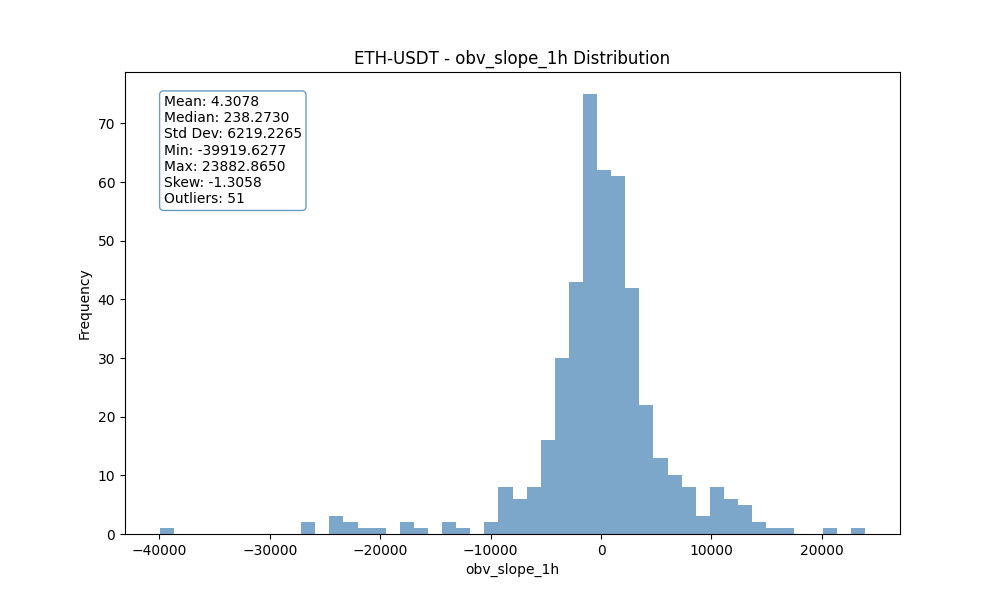 ETH-USDT - obv_slope_1h Distribution
Mean: 4.3078
Median: 238.2730
Std Dev: 6219.2265
Min: -39919.6277
Max: 23882.8650
Skew: -1.3058
Outliers: 51
Frequency
70
60
50
40
30
20
10
0
−40000 −30000 −20000 −10000 0 10000 20000
obv_slope_1h